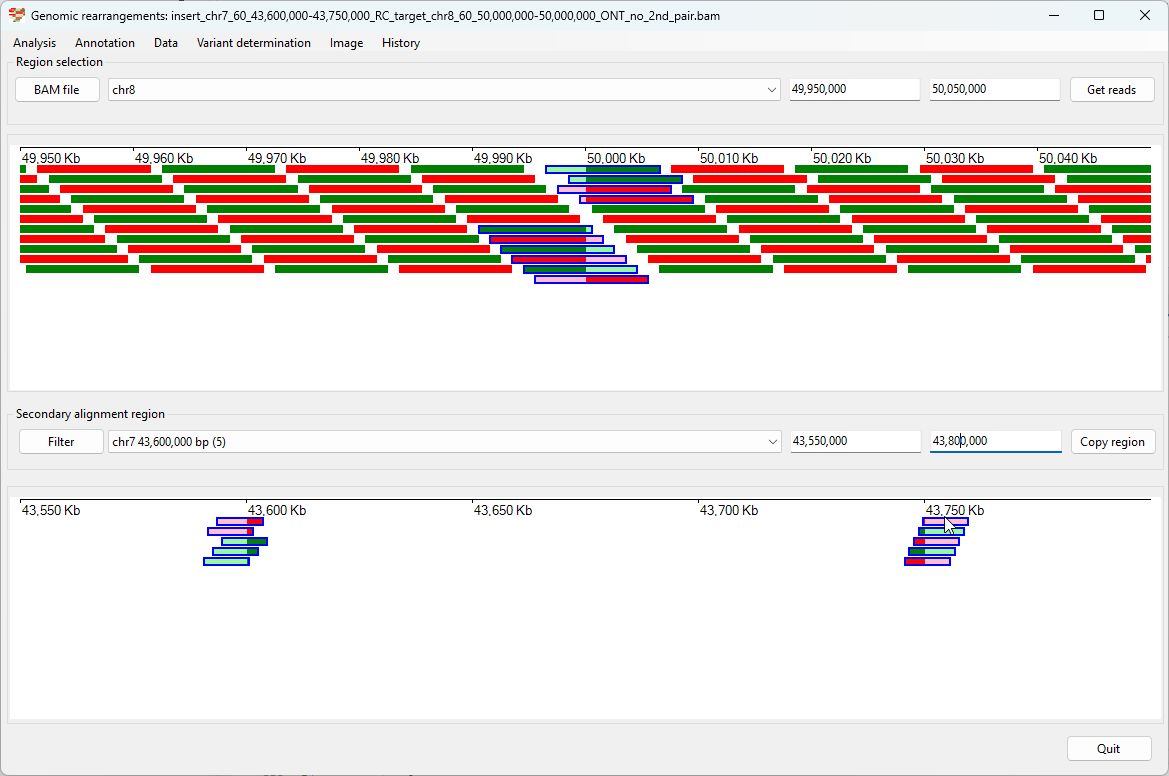 Genomic rearrangements: insert_chr7_60_43,600,000-43,750,000_RC_target_chr8_60_50,000,000-50,000,000_ONT_no_2nd_pair.bam
Analysis Annotation Data Variant determination Image History
Region selection
BAM file chr8 49,950,000 50,050,000 Get reads
49,950 Kb 49,960 Kb 49,970 Kb 49,980 Kb 49,990 Kb 50,000 Kb 50,010 Kb 50,020 Kb 50,030 Kb 50,040 Kb
Secondary alignment region
Filter chr7 43,600,000 bp (5) 43,550,000 43,800,000 Copy region
43,550 Kb 43,600 Kb 43,650 Kb 43,700 Kb 43,750 Kb
Quit